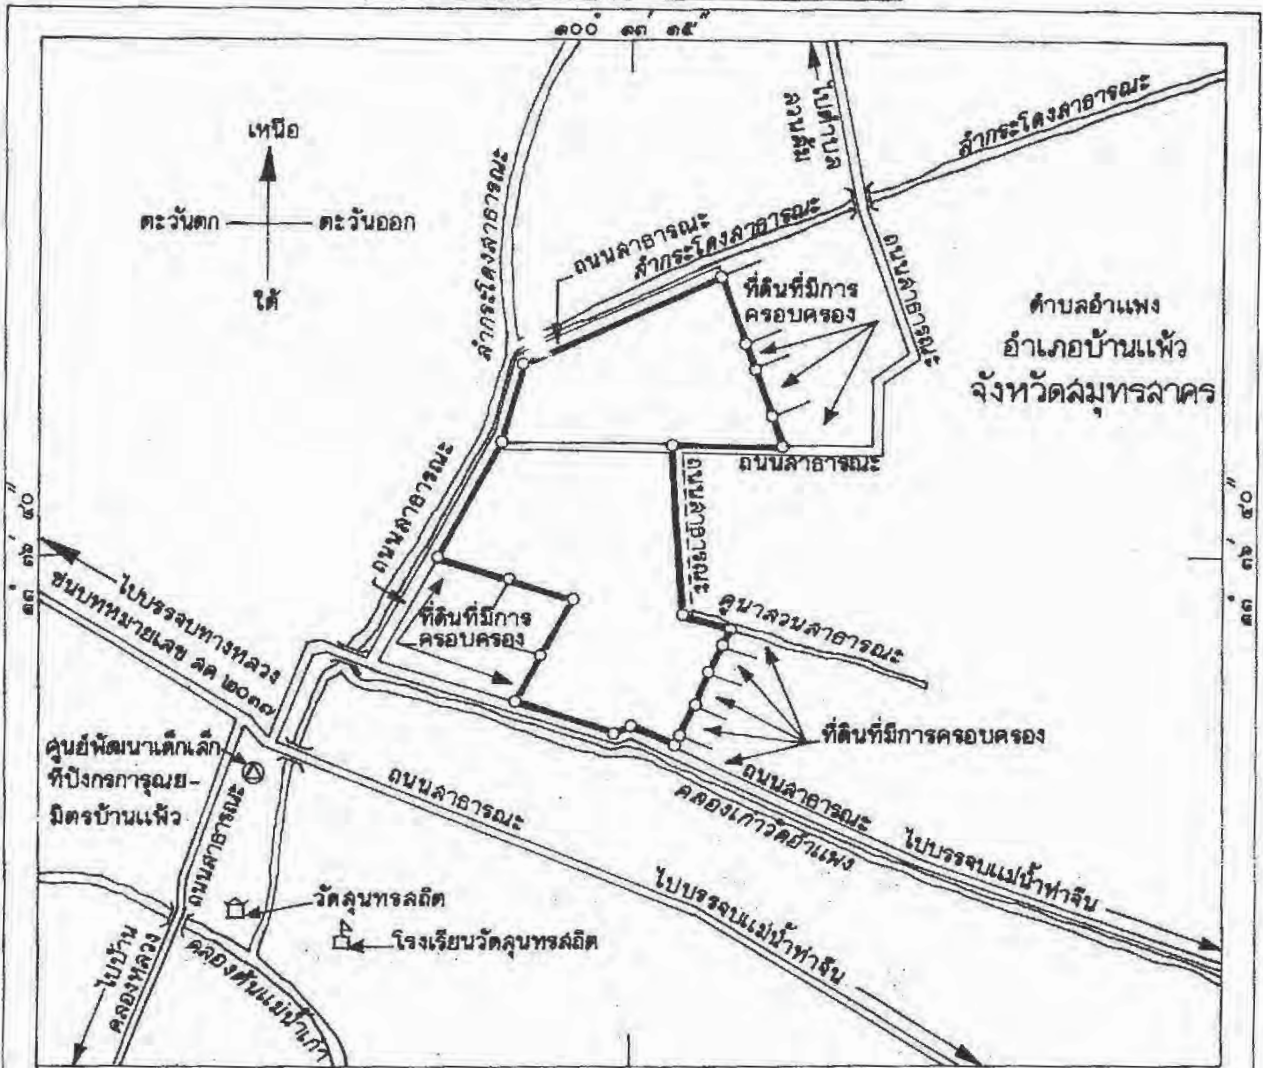 ๑๐๐° ๑๓' ๑๕"
เหนือ
ตะวันตก
ตะวันออก
ใต้
ไปตำบล
สวนส้ม
ลำกระโดงสาธารณะ
ลำกระโดงสาธารณะ
ถนนสาธารณะ
ลำกระโดงสาธารณะ
ถนนสาธารณะ
ที่ดินที่มีการ
ครอบครอง
ตำบลอำแพง
อำเภอบ้านแพ้ว
จังหวัดสมุทรสาคร
ถนนสาธารณะ
ถนนสาธารณะ
ถนนสาธารณะ
๑๓° ๓๖' ๔๐"
๑๓° ๓๖' ๔๐"
ไปบรรจบทางหลวง
ชนบทหมายเลข สค ๒๐๓๗
ที่ดินที่มีการ
ครอบครอง
คูนาสวนสาธารณะ
ที่ดินที่มีการครอบครอง
ศูนย์พัฒนาเด็กเล็ก
ทีปังกรการุณย-
มิตรบ้านแพ้ว
ถนนสาธารณะ
ถนนสาธารณะ
ถนนสาธารณะ
คลองเก่าวัดอำแพง
ไปบรรจบแม่น้ำท่าจีน
ไปบรรจบแม่น้ำท่าจีน
วัดสุนทรสถิต
โรงเรียนวัดสุนทรสถิต
ไปบ้าน
คลองหลวง
คลองตันแม่น้ำเก่า